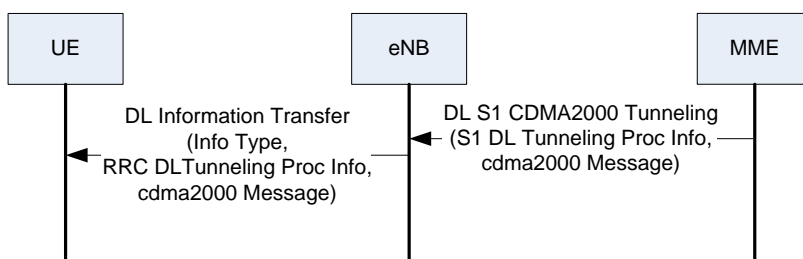 UE
eNB
MME
DL Information Transfer
(Info Type,
RRC DLTunneling Proc Info,
cdma2000 Message)
DL S1 CDMA2000 Tunneling
(S1 DL Tunneling Proc Info,
cdma2000 Message)